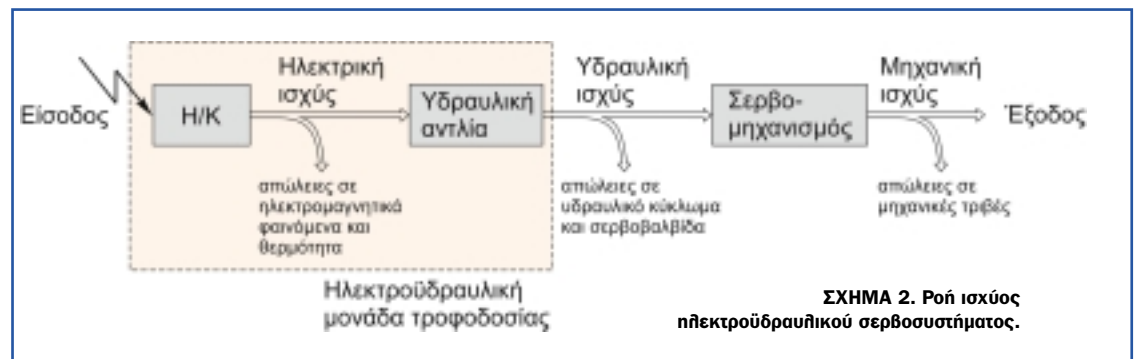 Είσοδος
Η/Κ
Ηλεκτρική
ισχύς
Υδραυλική
αντλία
Υδραυλική
ισχύς
Σερβο-
μηχανισμός
Μηχανική
ισχύς
Έξοδος
απώλειες σε
ηλεκτρομαγνητικά
φαινόμενα και
θερμότητα
απώλειες σε
υδραυλικό κύκλωμα
και σερβοβαλβίδα
απώλειες σε
μηχανικές τριβές
Ηλεκτροϋδραυλική
μονάδα τροφοδοσίας
ΣΧΗΜΑ 2. Ροή ισχύος
ηλεκτροϋδραυλικού σερβοσυστήματος.